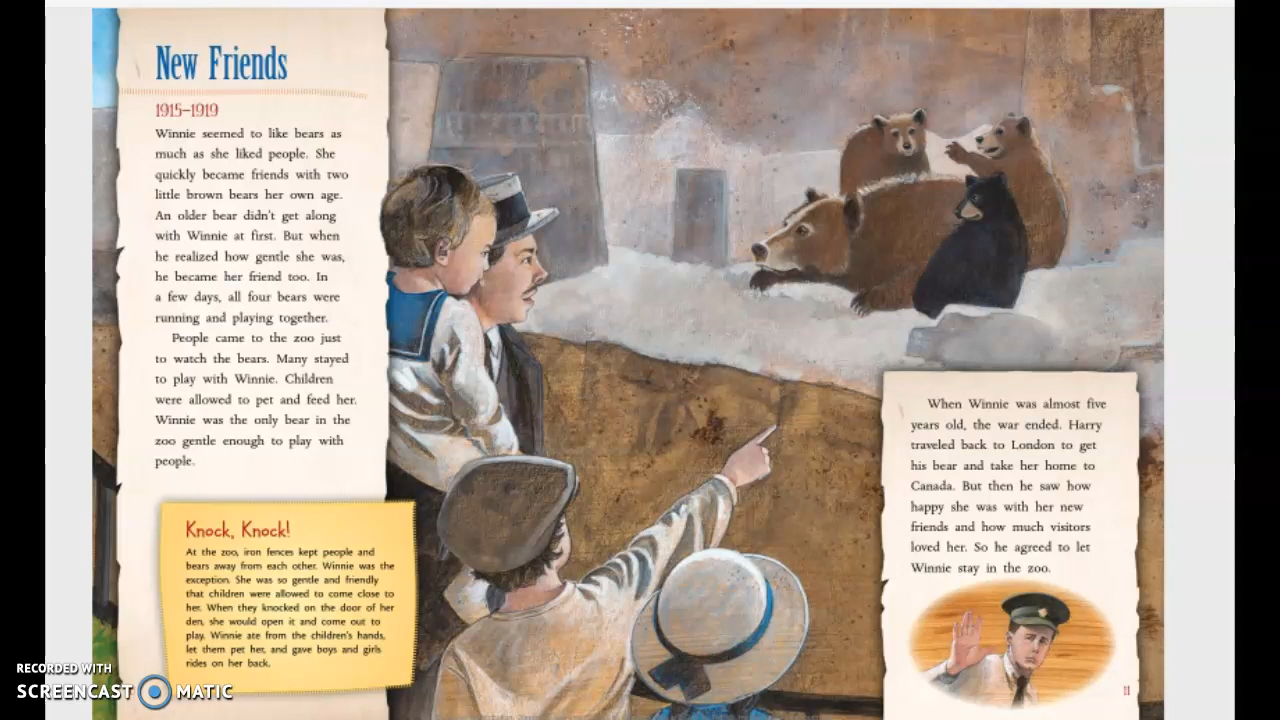 New Friends
1915–1919
Winnie seemed to like bears as
much as she liked people. She
quickly became friends with two
little brown bears her own age.
An older bear didn't get along
with Winnie at first. But when
he realized how gentle she was,
he became her friend too. In
a few days, all four bears were
running and playing together.
People came to the zoo just
to watch the bears. Many stayed
to play with Winnie. Children
were allowed to pet and feed her.
Winnie was the only bear in the
zoo gentle enough to play with
people.
Knock, Knock!
At the zoo, iron fences kept people and
bears away from each other. Winnie was the
exception. She was so gentle and friendly
that children were allowed to come close to
her. When they knocked on the door of her
den, she would open it and come out to
play. Winnie ate from the children's hands,
let them pet her, and gave boys and girls
rides on her back.
When Winnie was almost five
years old, the war ended. Harry
traveled back to London to get
his bear and take her home to
Canada. But then he saw how
happy she was with her new
friends and how much visitors
loved her. So he agreed to let
Winnie stay in the zoo.
11
RECORDED WITH
SCREENCAST MATIC